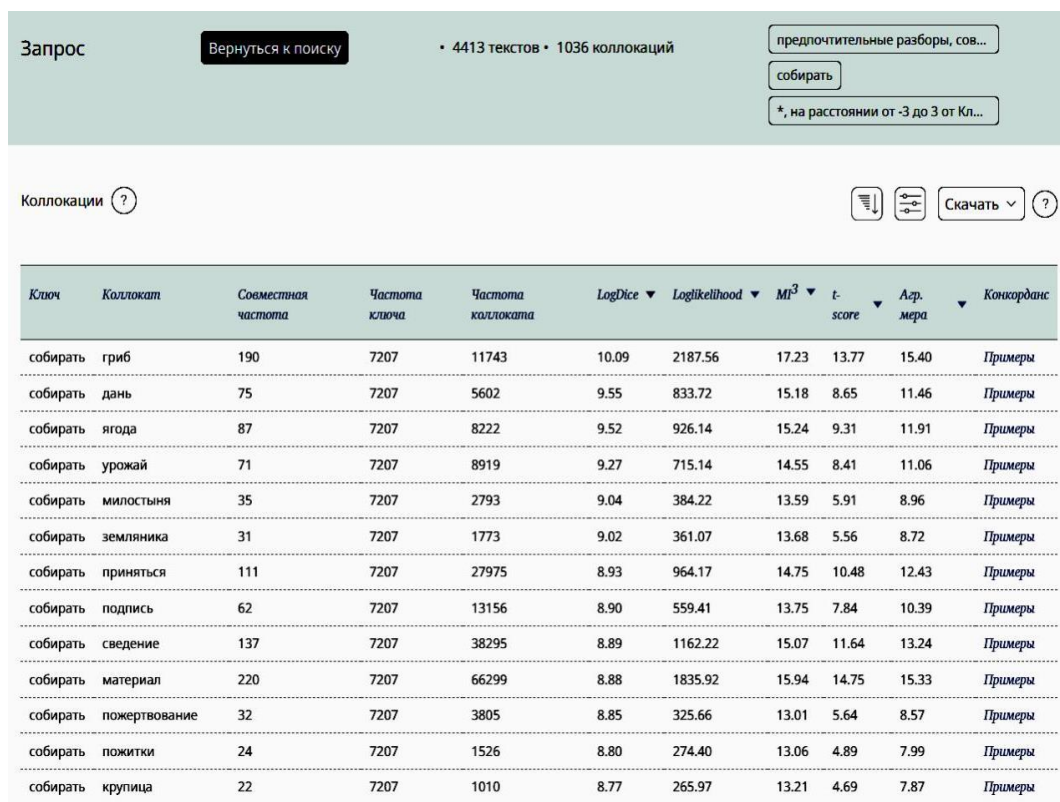 Запрос
Вернуться к поиску
• 4413 текстов • 1036 коллокаций
предпочтительные разборы, сов...
собирать
*, на расстоянии от -3 до 3 от Кл...
Коллокации ?
Скачать ?
Ключ Коллокат Совместная частота Частота ключа Частота коллоката LogDice ▼ Loglikelihood ▼ MI³ ▼ t-score ▼ Агр. мера ▼ Конкорданс
собирать гриб 190 7207 11743 10.09 2187.56 17.23 13.77 15.40 Примеры
собирать дань 75 7207 5602 9.55 833.72 15.18 8.65 11.46 Примеры
собирать ягода 87 7207 8222 9.52 926.14 15.24 9.31 11.91 Примеры
собирать урожай 71 7207 8919 9.27 715.14 14.55 8.41 11.06 Примеры
собирать милостыня 35 7207 2793 9.04 384.22 13.59 5.91 8.96 Примеры
собирать земляника 31 7207 1773 9.02 361.07 13.68 5.56 8.72 Примеры
собирать приняться 111 7207 27975 8.93 964.17 14.75 10.48 12.43 Примеры
собирать подпись 62 7207 13156 8.90 559.41 13.75 7.84 10.39 Примеры
собирать сведение 137 7207 38295 8.89 1162.22 15.07 11.64 13.24 Примеры
собирать материал 220 7207 66299 8.88 1835.92 15.94 14.75 15.33 Примеры
собирать пожертвование 32 7207 3805 8.85 325.66 13.01 5.64 8.57 Примеры
собирать пожитки 24 7207 1526 8.80 274.40 13.06 4.89 7.99 Примеры
собирать крупица 22 7207 1010 8.77 265.97 13.21 4.69 7.87 Примеры